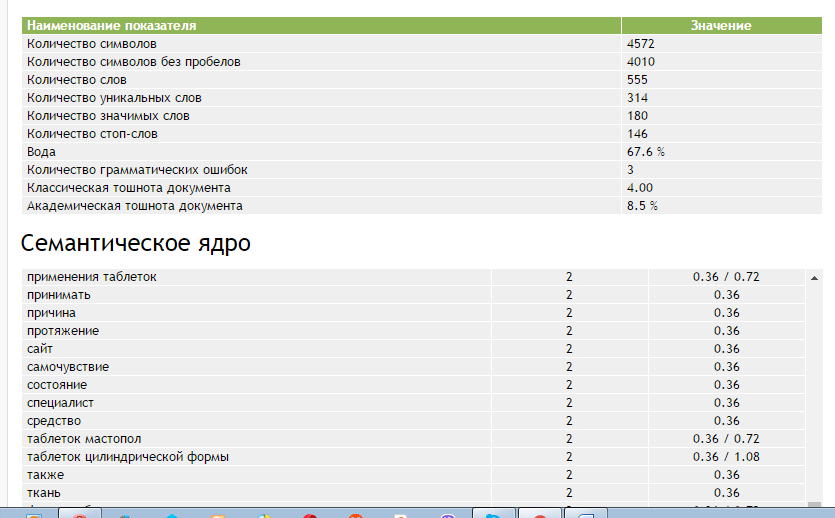 Наименование показателя Значение
Количество символов 4572
Количество символов без пробелов 4010
Количество слов 555
Количество уникальных слов 314
Количество значимых слов 180
Количество стоп-слов 146
Вода 67.6 %
Количество грамматических ошибок 3
Классическая тошнота документа 4.00
Академическая тошнота документа 8.5 %
Семантическое ядро
применения таблеток 2 0.36 / 0.72
принимать 2 0.36
причина 2 0.36
протяжение 2 0.36
сайт 2 0.36
самочувствие 2 0.36
состояние 2 0.36
специалист 2 0.36
средство 2 0.36
таблеток мастопол 2 0.36 / 0.72
таблеток цилиндрической формы 2 0.36 / 1.08
также 2 0.36
ткань 2 0.36